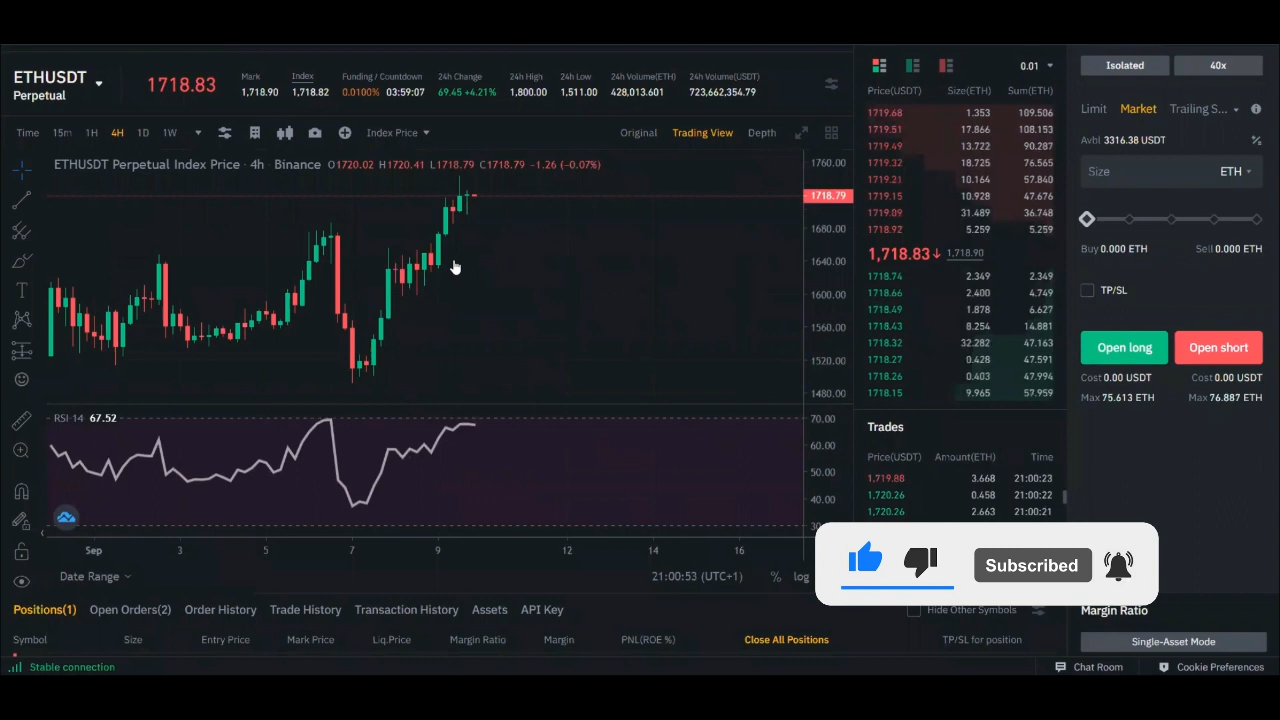 ETHUSDT
Perpetual
1718.83
Mark
1,718.90
Index
1,718.82
Funding / Countdown
0.0100% 03:59:07
24h Change
69.45 +4.21%
24h High
1,800.00
24h Low
1,511.00
24h Volume(ETH)
428,013.601
24h Volume(USDT)
723,662,354.79
Time 15m 1H 4H 1D 1W Index Price Original Trading View Depth
ETHUSDT Perpetual Index Price · 4h · Binance O1720.02 H1720.41 L1718.79 C1718.79 -1.26 (-0.07%)
1760.00
1718.79
1680.00
1640.00
1600.00
1560.00
1520.00
1480.00
RSI 14 67.52
70.00
60.00
50.00
40.00
Sep 3 5 7 9 12 14 16
Date Range 21:00:53 (UTC+1) % log
0.01
Price(USDT) Size(ETH) Sum(ETH)
1719.68 1.353 109.506
1719.51 17.866 108.153
1719.49 13.722 90.287
1719.32 18.725 76.565
1719.21 10.164 57.840
1719.15 10.928 47.676
1719.09 31.489 36.748
1718.92 5.259 5.259
1,718.83↓ 1,718.90
1718.74 2.349 2.349
1718.66 2.400 4.749
1718.49 1.878 6.627
1718.43 8.254 14.881
1718.32 32.282 47.163
1718.27 0.428 47.591
1718.26 0.403 47.994
1718.15 9.965 57.959
Trades
Price(USDT) Amount(ETH) Time
1,719.88 3.668 21:00:23
1,720.26 0.458 21:00:22
1,720.26 2.663 21:00:21
Isolated 40x
Limit Market Trailing S...
Avbl 3316.38 USDT
Size ETH
Buy 0.000 ETH Sell 0.000 ETH
TP/SL
Open long Open short
Cost 0.00 USDT Cost 0.00 USDT
Max 75.613 ETH Max 76.887 ETH
Subscribed
Positions(1) Open Orders(2) Order History Trade History Transaction History Assets API Key Hide Other Symbols
Symbol Size Entry Price Mark Price Liq.Price Margin Ratio Margin PNL(ROE %) Close All Positions TP/SL for position
Margin Ratio
Single-Asset Mode
Stable connection Chat Room Cookie Preferences